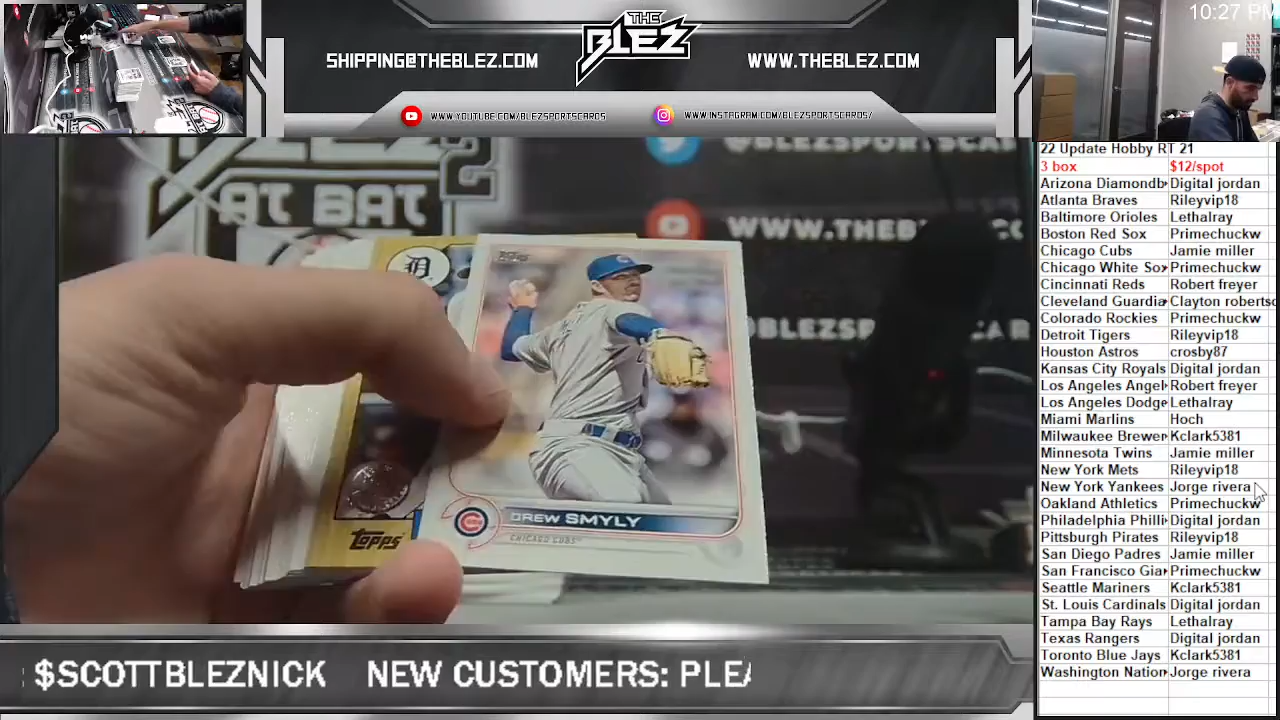 10:27 PM
THE
BLEZ
SHIPPING@THEBLEZ.COM
WWW.THEBLEZ.COM
WWW.YOUTUBE.COM/BLEZSPORTSCARDS
WWW.INSTAGRAM.COM/BLEZSPORTSCARDS/
2
AT BAT
@BLEZSPORTSCAR
WWW.THEB
BLEZSP
CAR
D
Topps
Topps
DREW SMYLY
CHICAGO CUBS
22 Update Hobby RT 21
3 box $12/spot
Arizona Diamondb Digital jordan
Atlanta Braves Rileyvip18
Baltimore Orioles Lethalray
Boston Red Sox Primechuckw
Chicago Cubs Jamie miller
Chicago White Sox Primechuckw
Cincinnati Reds Robert freyer
Cleveland Guardia Clayton robertso
Colorado Rockies Primechuckw
Detroit Tigers Rileyvip18
Houston Astros crosby87
Kansas City Royals Digital jordan
Los Angeles Angel Robert freyer
Los Angeles Dodge Lethalray
Miami Marlins Hoch
Milwaukee Brewer Kclark5381
Minnesota Twins Jamie miller
New York Mets Rileyvip18
New York Yankees Jorge rivera
Oakland Athletics Primechuckw
Philadelphia Philli Digital jordan
Pittsburgh Pirates Rileyvip18
San Diego Padres Jamie miller
San Francisco Gia Primechuckw
Seattle Mariners Kclark5381
St. Louis Cardinals Digital jordan
Tampa Bay Rays Lethalray
Texas Rangers Digital jordan
Toronto Blue Jays Kclark5381
Washington Nation Jorge rivera
$SCOTTBLEZNICK NEW CUSTOMERS: PLEA